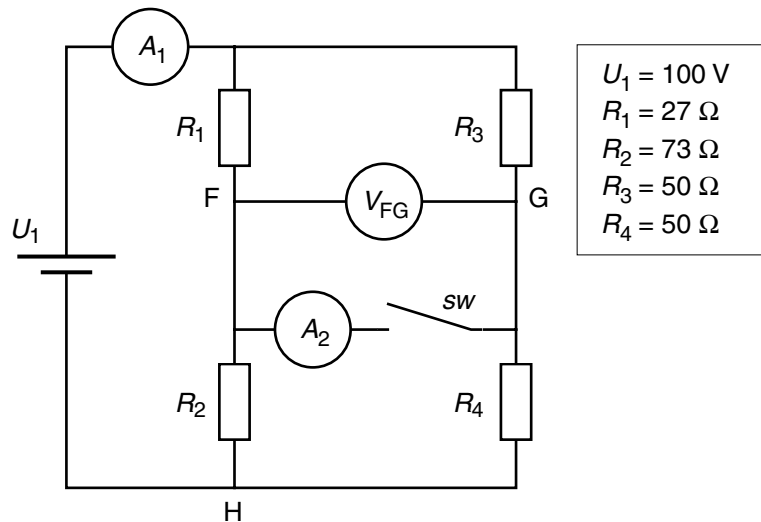 A1
U1 = 100 V
R1 = 27 Ω
R2 = 73 Ω
R3 = 50 Ω
R4 = 50 Ω
R1
R3
F
VFG
G
U1
A2
sw
R2
R4
H